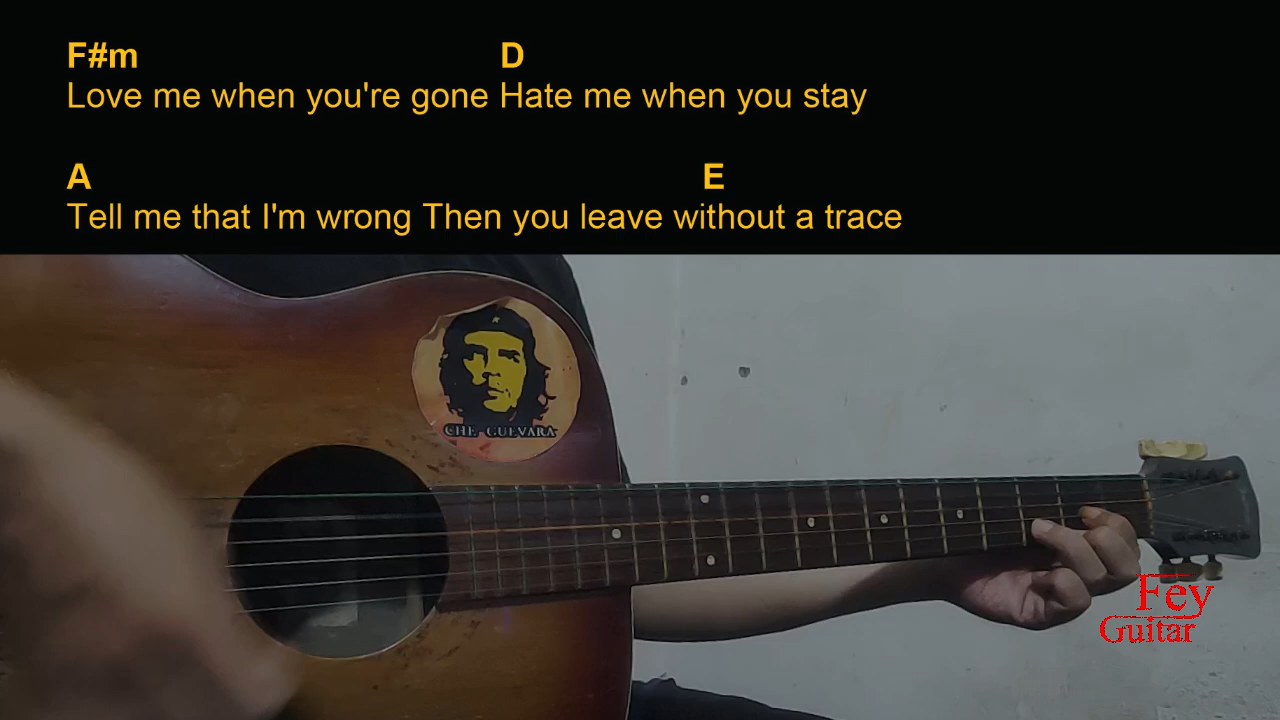 F#m D
Love me when you're gone Hate me when you stay
A E
Tell me that I'm wrong Then you leave without a trace
CHE GUEVARA
Fey
Guitar